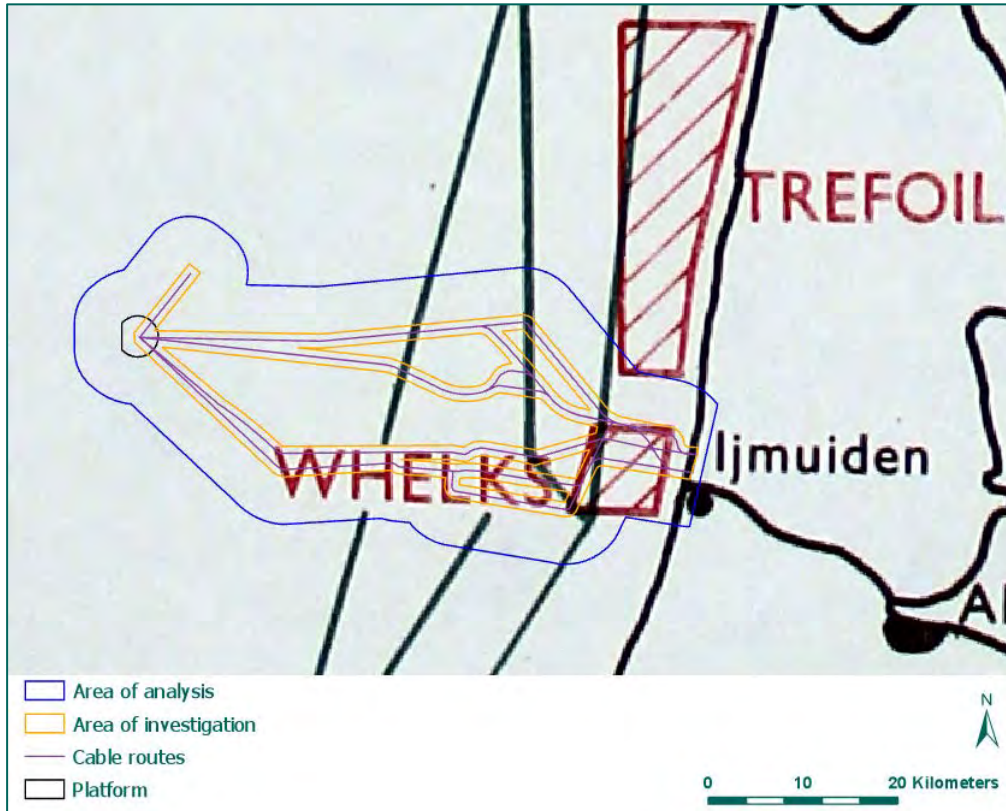 TREFOIL
Ijmuiden
WHELKS
A
Area of analysis
Area of investigation
Cable routes
Platform
N
0 10 20 Kilometers